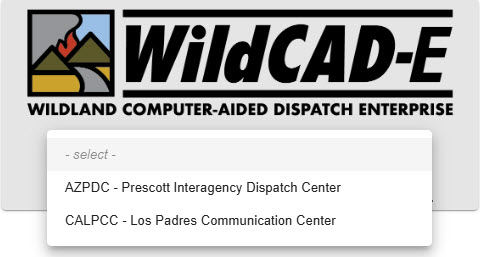 WildCAD-E
WILDLAND COMPUTER-AIDED DISPATCH ENTERPRISE
- select -
AZPDC - Prescott Interagency Dispatch Center
CALPCC - Los Padres Communication Center